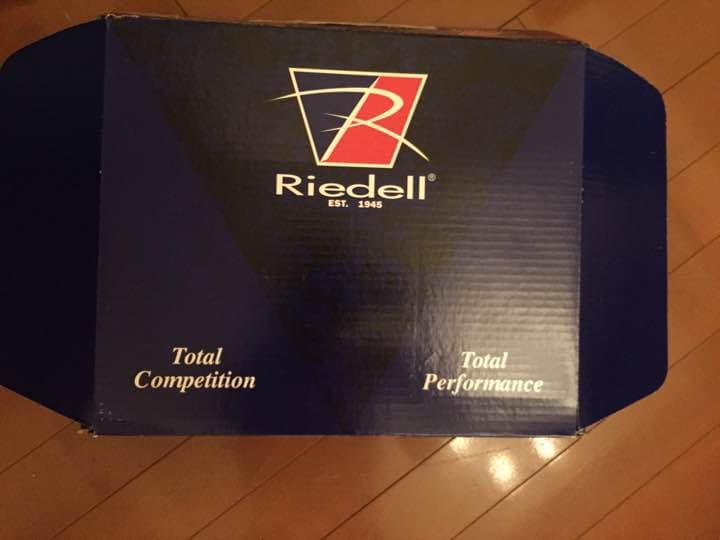 R
Riedell®
EST. 1945
Total
Competition
Total
Performance